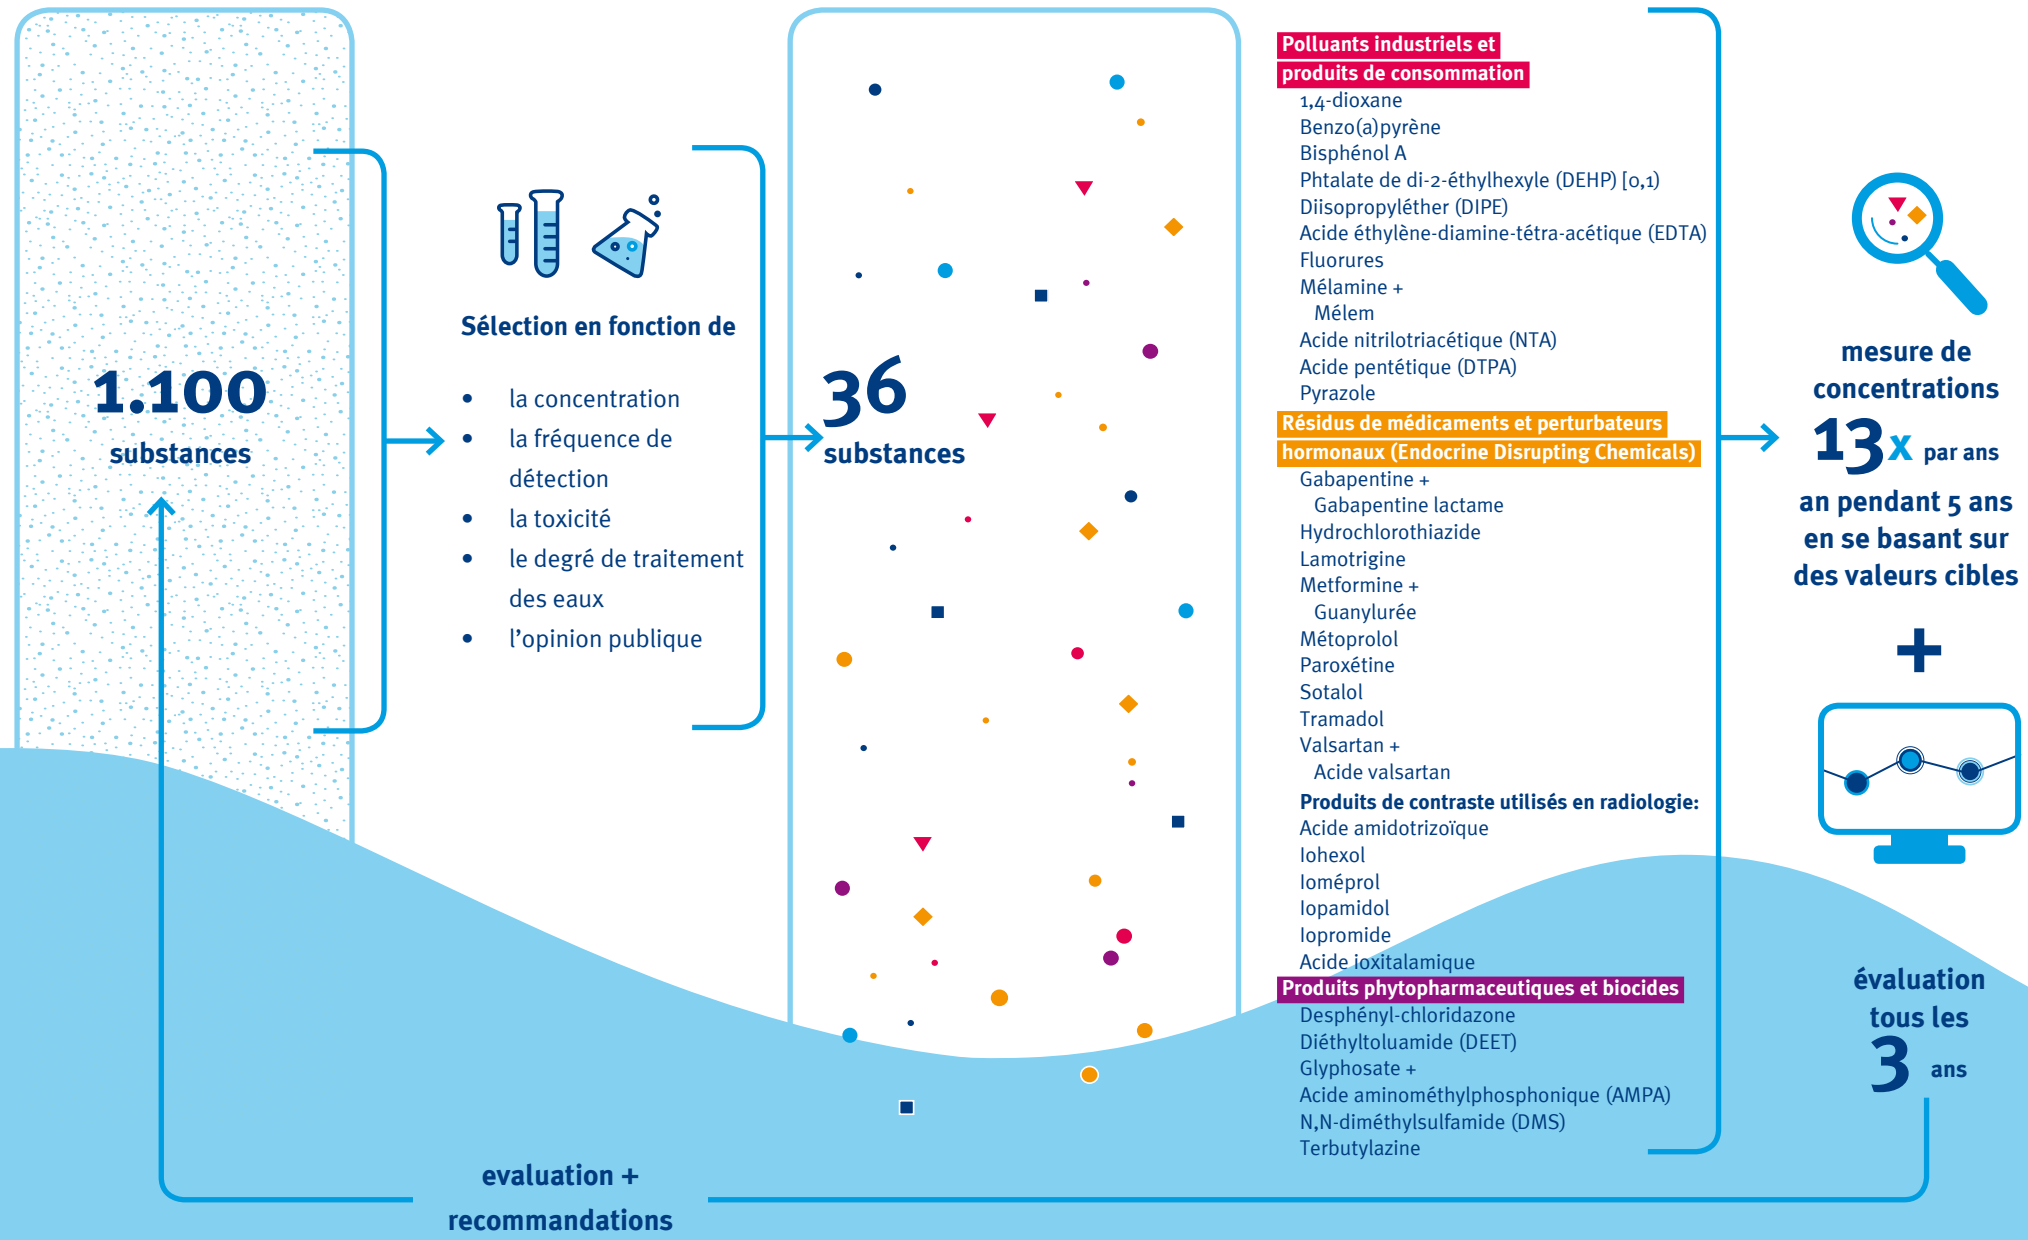 1.100
substances
Sélection en fonction de
• la concentration
• la fréquence de
détection
• la toxicité
• le degré de traitement
des eaux
• l’opinion publique
36
substances
Polluants industriels et
produits de consommation
1,4-dioxane
Benzo(a)pyrène
Bisphénol A
Phtalate de di-2-éthylhexyle (DEHP) [0,1)
Diisopropyléther (DIPE)
Acide éthylène-diamine-tétra-acétique (EDTA)
Fluorures
Mélamine +
Mélem
Acide nitrilotriacétique (NTA)
Acide pentétique (DTPA)
Pyrazole
Résidus de médicaments et perturbateurs
hormonaux (Endocrine Disrupting Chemicals)
Gabapentine +
Gabapentine lactame
Hydrochlorothiazide
Lamotrigine
Metformine +
Guanylurée
Métoprolol
Paroxétine
Sotalol
Tramadol
Valsartan +
Acide valsartan
Produits de contraste utilisés en radiologie:
Acide amidotrizoïque
Iohexol
Ioméprol
Iopamidol
Iopromide
Acide ioxitalamique
Produits phytopharmaceutiques et biocides
Desphényl-chloridazone
Diéthyltoluamide (DEET)
Glyphosate +
Acide aminométhylphosphonique (AMPA)
N,N-diméthylsulfamide (DMS)
Terbutylazine
mesure de
concentrations
13x par ans
an pendant 5 ans
en se basant sur
des valeurs cibles
+
évaluation
tous les
3 ans
evaluation +
recommandations